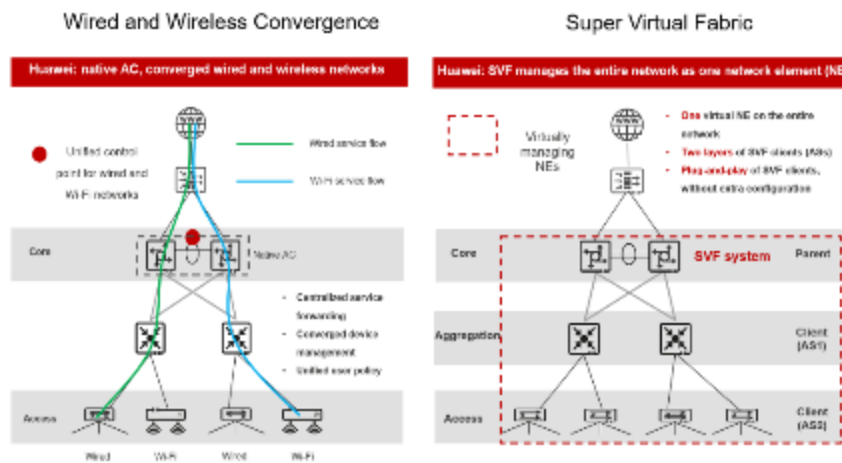 Wired and Wireless Convergence
Huawei: native AC, converged wired and wireless networks
WWW
Unified control
point for wired and
Wi-Fi networks
Wired service flow
Wi-Fi service flow
Core
Native AC
• Centralized service
forwarding
• Converged device
management
• Unified user policy
Access
Wired
Wi-Fi
Wired
Wi-Fi
Super Virtual Fabric
Huawei: SVF manages the entire network as one network element (NE
WWW
Virtually
managing
NEs
• One virtual NE on the entire
network
• Two layers of SVF clients (ASs)
• Plug-and-play of SVF clients,
without extra configuration
Core
SVF system
Parent
Aggregation
Client
(AS1)
Access
Client
(AS2)